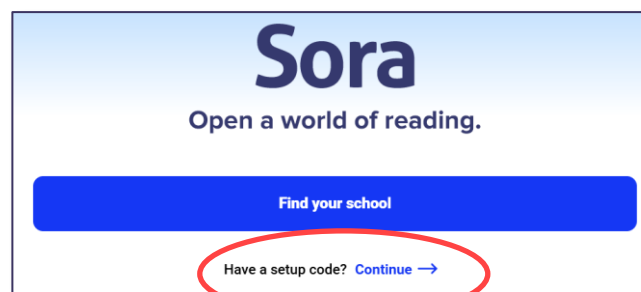 Sora
Open a world of reading.
Find your school
Have a setup code? Continue →